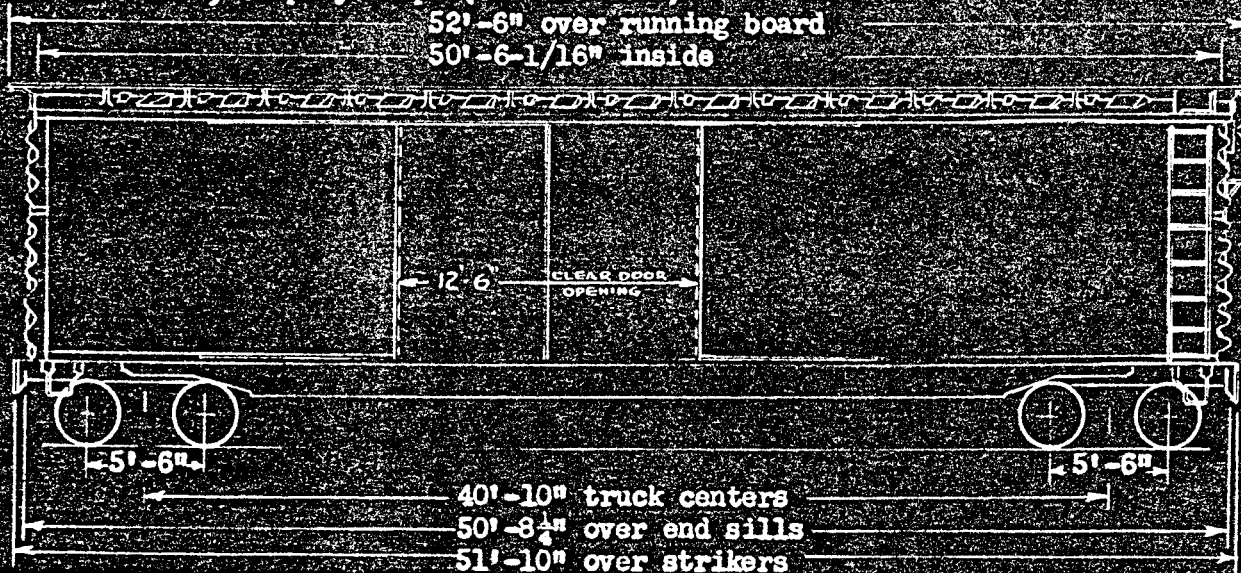 52'-6" over running board
50'-6-1/16" inside
12'-6" CLEAR DOOR
OPENING
5'-6" 5'-6"
40'-10" truck centers
50'-8¼" over end sills
51'-10" over strikers